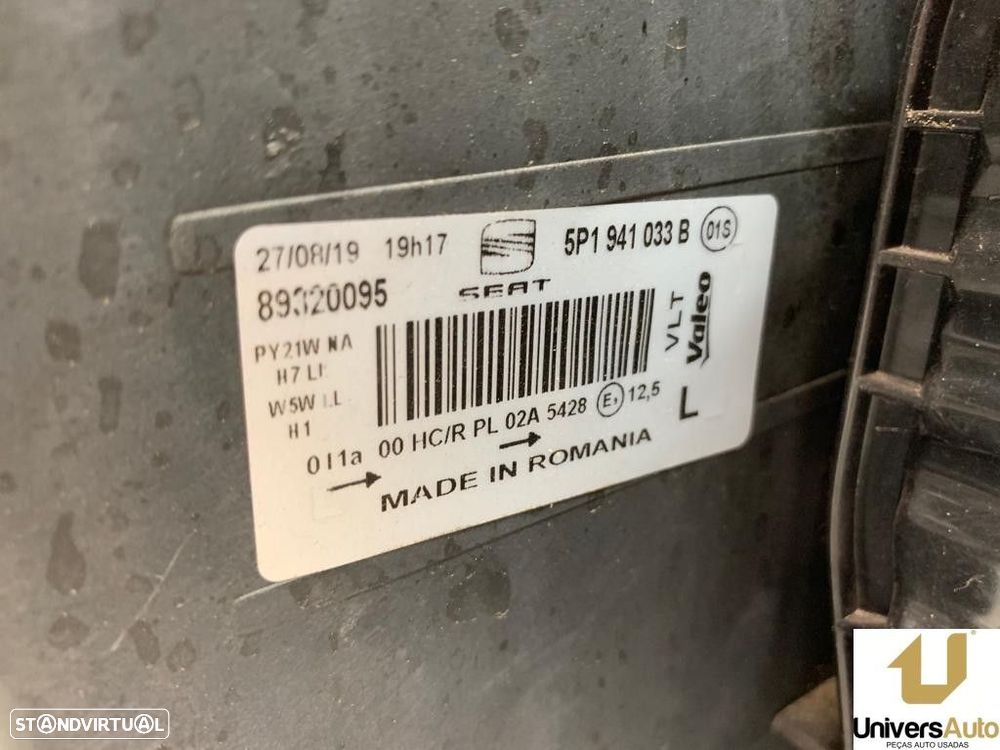 27/08/19 19h17 SEAT 5P1 941 033 B 01S
89320095
PY21W NA
H7 LL
W5W LL
H1
VLT
Valeo
L
011a 00 HC/R PL 02A 5428 E1 12,5
MADE IN ROMANIA
STANDVIRTUAL
UniversAuto
PEÇAS AUTO USADAS